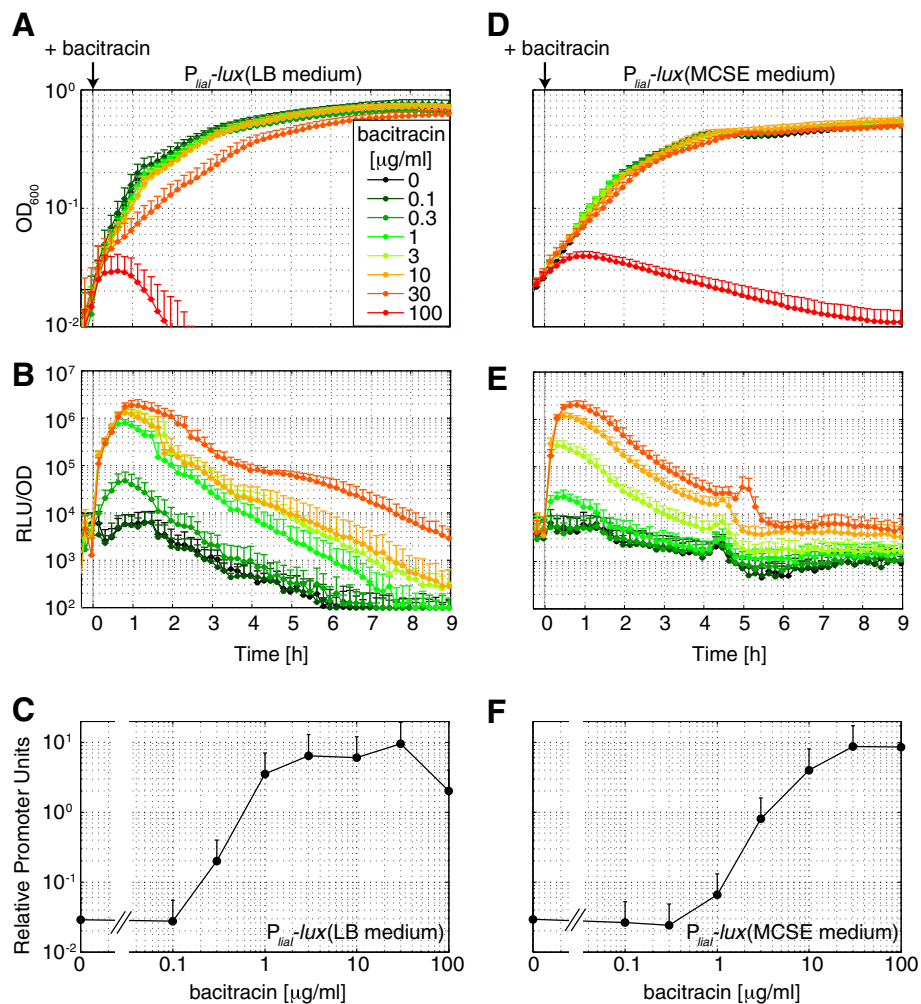 A
+ bacitracin
P_liaI-lux(LB medium)
10^0
10^-1
10^-2
OD_600
bacitracin
[µg/ml]
0
0.1
0.3
1
3
10
30
100
D
+ bacitracin
P_liaI-lux(MCSE medium)
B
10^7
10^6
10^5
10^4
10^3
10^2
RLU/OD
0 1 2 3 4 5 6 7 8 9
Time [h]
E
0 1 2 3 4 5 6 7 8 9
Time [h]
C
10^1
10^0
10^-1
10^-2
Relative Promoter Units
P_liaI-lux(LB medium)
0 0.1 1 10 100
bacitracin [µg/ml]
F
P_liaI-lux(MCSE medium)
0 0.1 1 10 100
bacitracin [µg/ml]